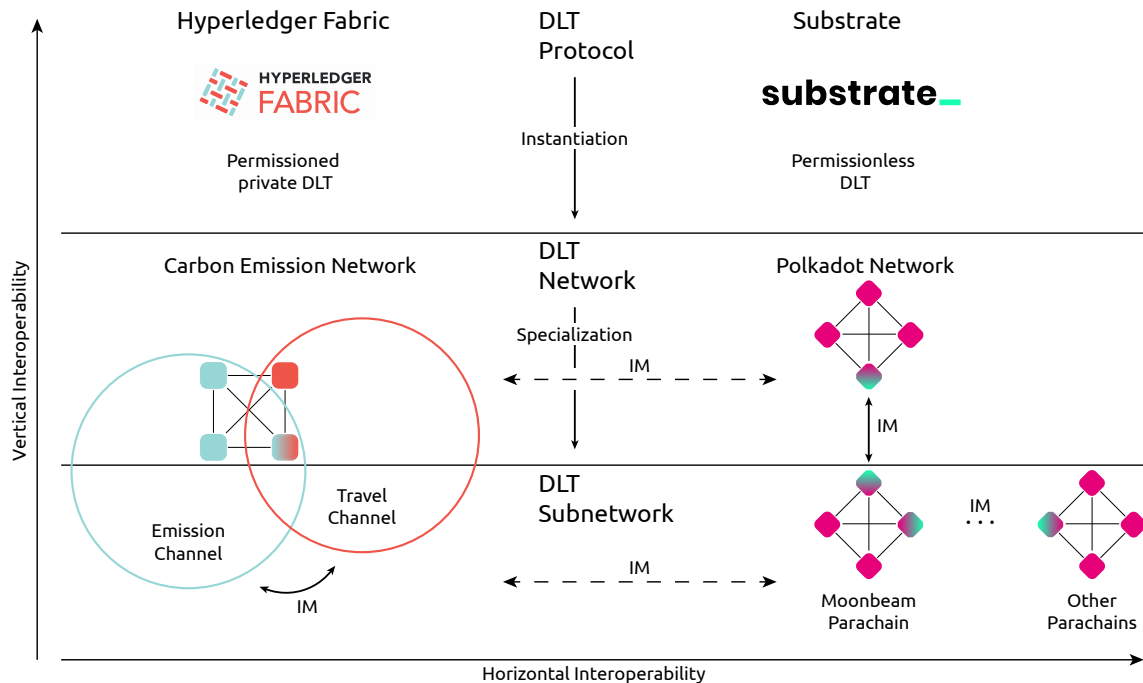 Hyperledger Fabric
DLT
Protocol
Substrate
HYPERLEDGER
FABRIC
substrate_
Instantiation
Permissioned
private DLT
Permissionless
DLT
Vertical Interoperability
Carbon Emission Network
DLT
Network
Polkadot Network
Specialization
IM
IM
DLT
Subnetwork
Travel
Channel
Emission
Channel
IM
IM
IM
...
Moonbeam
Parachain
Other
Parachains
Horizontal Interoperability